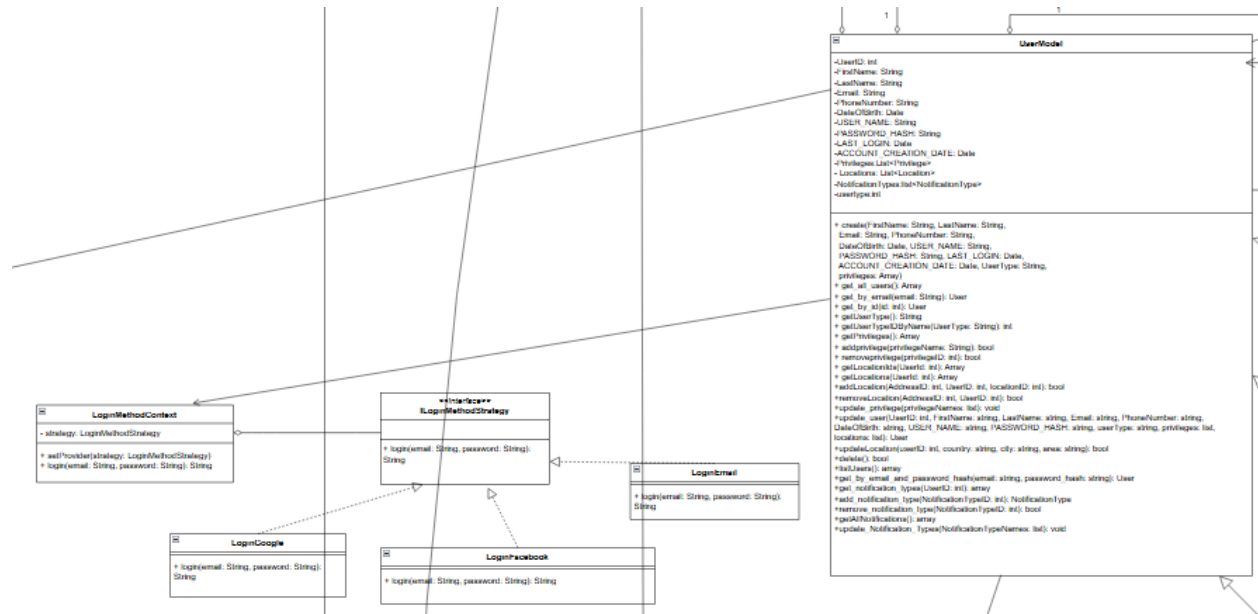 1
1
UserModel
-UserID: int
-FirstName: String
-LastName: String
-Email: String
-PhoneNumber: String
-DateOfBirth: Date
-USER_NAME: String
-PASSWORD_HASH: String
-LAST_LOGIN: Date
-ACCOUNT_CREATION_DATE: Date
-Privileges:List<Privilege>
- Locations: List<Location>
-NotificationTypes:list<NotificationType>
-usertype:int
+ create(FirstName: String, LastName: String,
Email: String, PhoneNumber: String,
DateOfBirth: Date, USER_NAME: String,
PASSWORD_HASH: String, LAST_LOGIN: Date,
ACCOUNT_CREATION_DATE: Date, UserType: String,
privileges: Array)
+ get_all_users(): Array
+ get_by_email(email: String): User
+ get_by_id(id: int): User
+ getUserType(): String
+ getUserTypeIDByName(UserType: String): int
+ getPrivileges(): Array
+ addprivilege(privilegeName: String): bool
+ removeprivilege(privilegeID: int): bool
+ getLocationIds(UserId: int): Array
+ getLocations(UserId: int): Array
+addLocation(AddressID: int, UserID: int, locationID: int): bool
+removeLocation(AddressID: int, UserID: int): bool
+update_privilege(privilegeNames: list): void
+update_user(UserID: int, FirstName: string, LastName: string, Email: string, PhoneNumber: string,
DateOfBirth: string, USER_NAME: string, PASSWORD_HASH: string, userType: string, privileges: list,
locations: list): User
+updateLocation(userID: int, country: string, city: string, area: string): bool
+delete(): bool
+listUsers(): array
+get_by_email_and_password_hash(email: string, password_hash: string): User
+get_notification_types(UserID: int): array
+add_notification_type(NotificationTypeID: int): NotificationType
+remove_notification_type(NotificationTypeID: int): bool
+getAllNotifications(): array
+update_Notification_Types(NotificationTypeNames: list): void
LoginMethodContext
- strategy: LoginMethodStrategy
+ setProvider(strategy: LoginMethodStrategy)
+ login(email: String, password: String): String
<<Interface>>
ILoginMethodStrategy
+ login(email: String, password: String):
String
LoginEmail
+ login(email: String, password: String):
String
LoginGoogle
+ login(email: String, password: String):
String
LoginFacebook
+ login(email: String, password: String): String